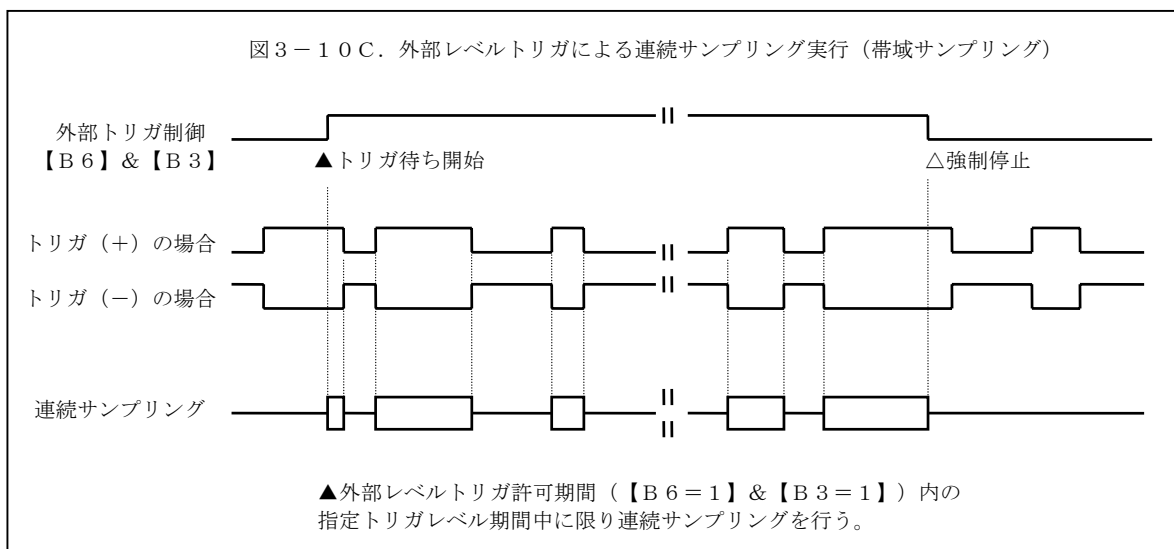 図３－１０Ｃ．外部レベルトリガによる連続サンプリング実行（帯域サンプリング）
外部トリガ制御
【Ｂ６】＆【Ｂ３】
▲トリガ待ち開始
△強制停止
トリガ（＋）の場合
トリガ（－）の場合
連続サンプリング
▲外部レベルトリガ許可期間（【Ｂ６＝１】＆【Ｂ３＝１】）内の
指定トリガレベル期間中に限り連続サンプリングを行う。